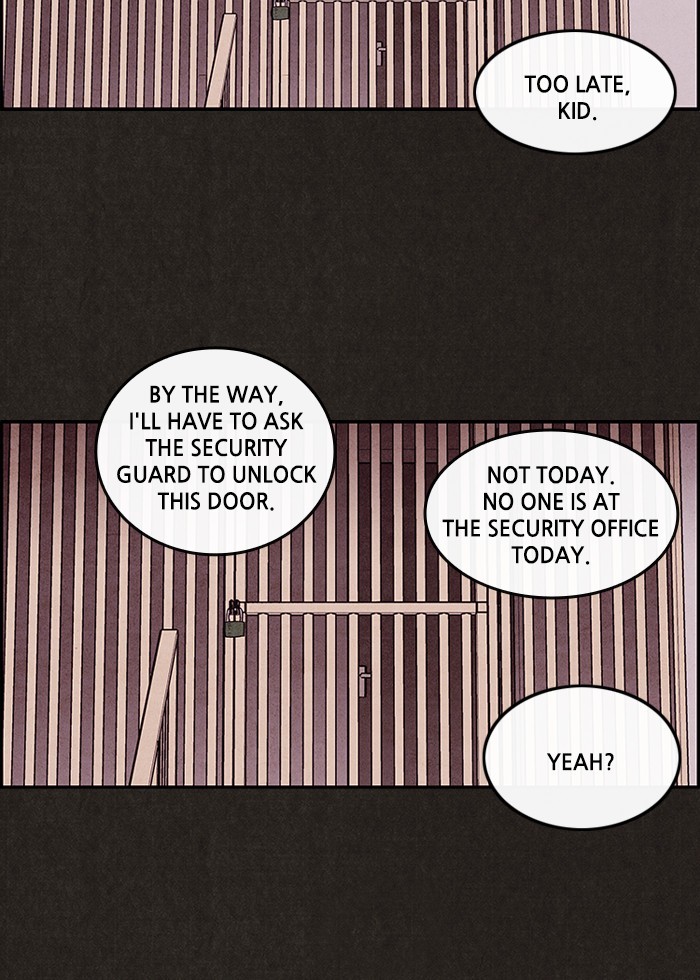 TOO LATE,
KID.
BY THE WAY,
I'LL HAVE TO ASK
THE SECURITY
GUARD TO UNLOCK
THIS DOOR.
NOT TODAY.
NO ONE IS AT
THE SECURITY OFFICE
TODAY.
YEAH?